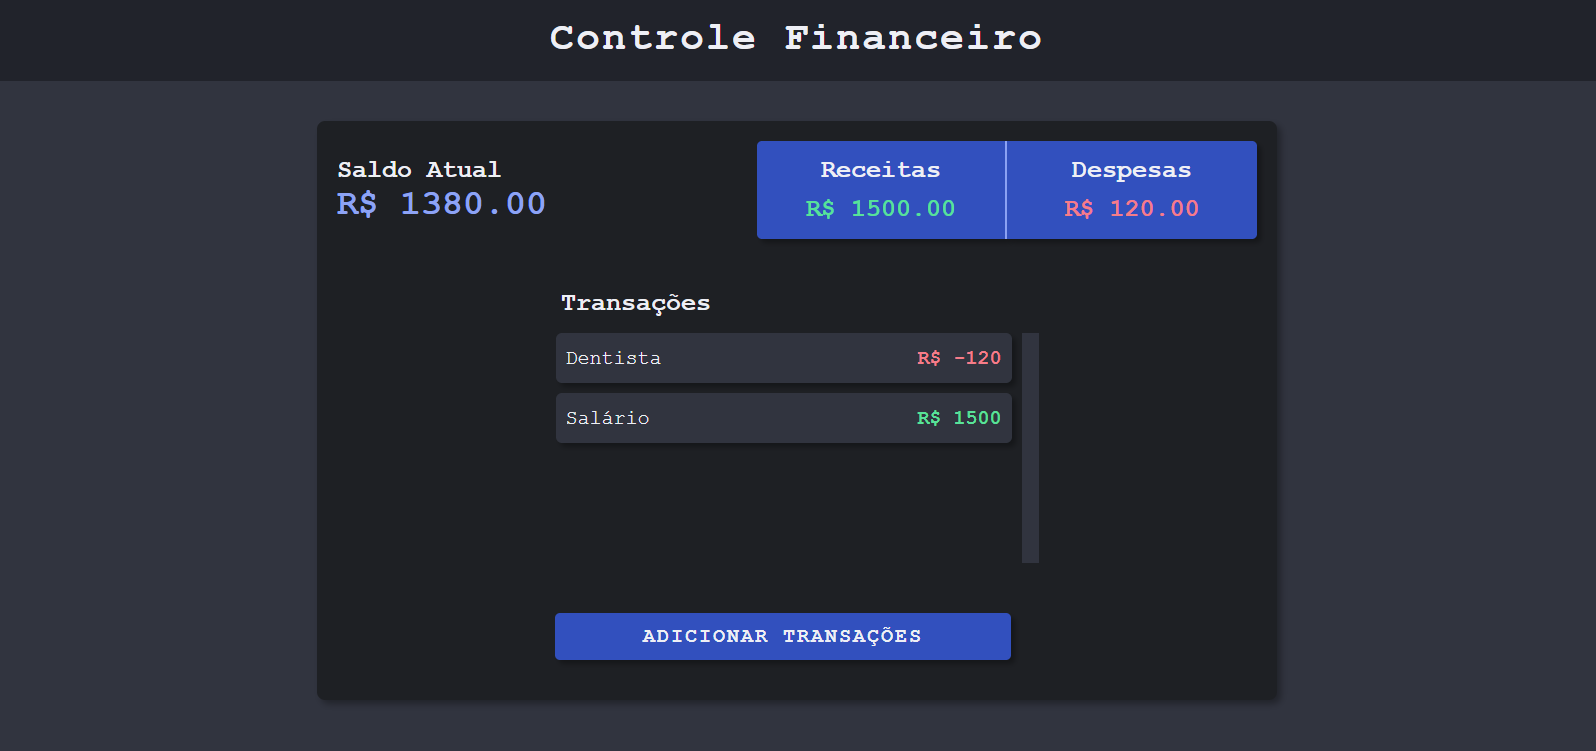 Controle Financeiro
Saldo Atual
R$ 1380.00
Receitas
R$ 1500.00
Despesas
R$ 120.00
Transações
Dentista R$ -120
Salário R$ 1500
ADICIONAR TRANSAÇÕES